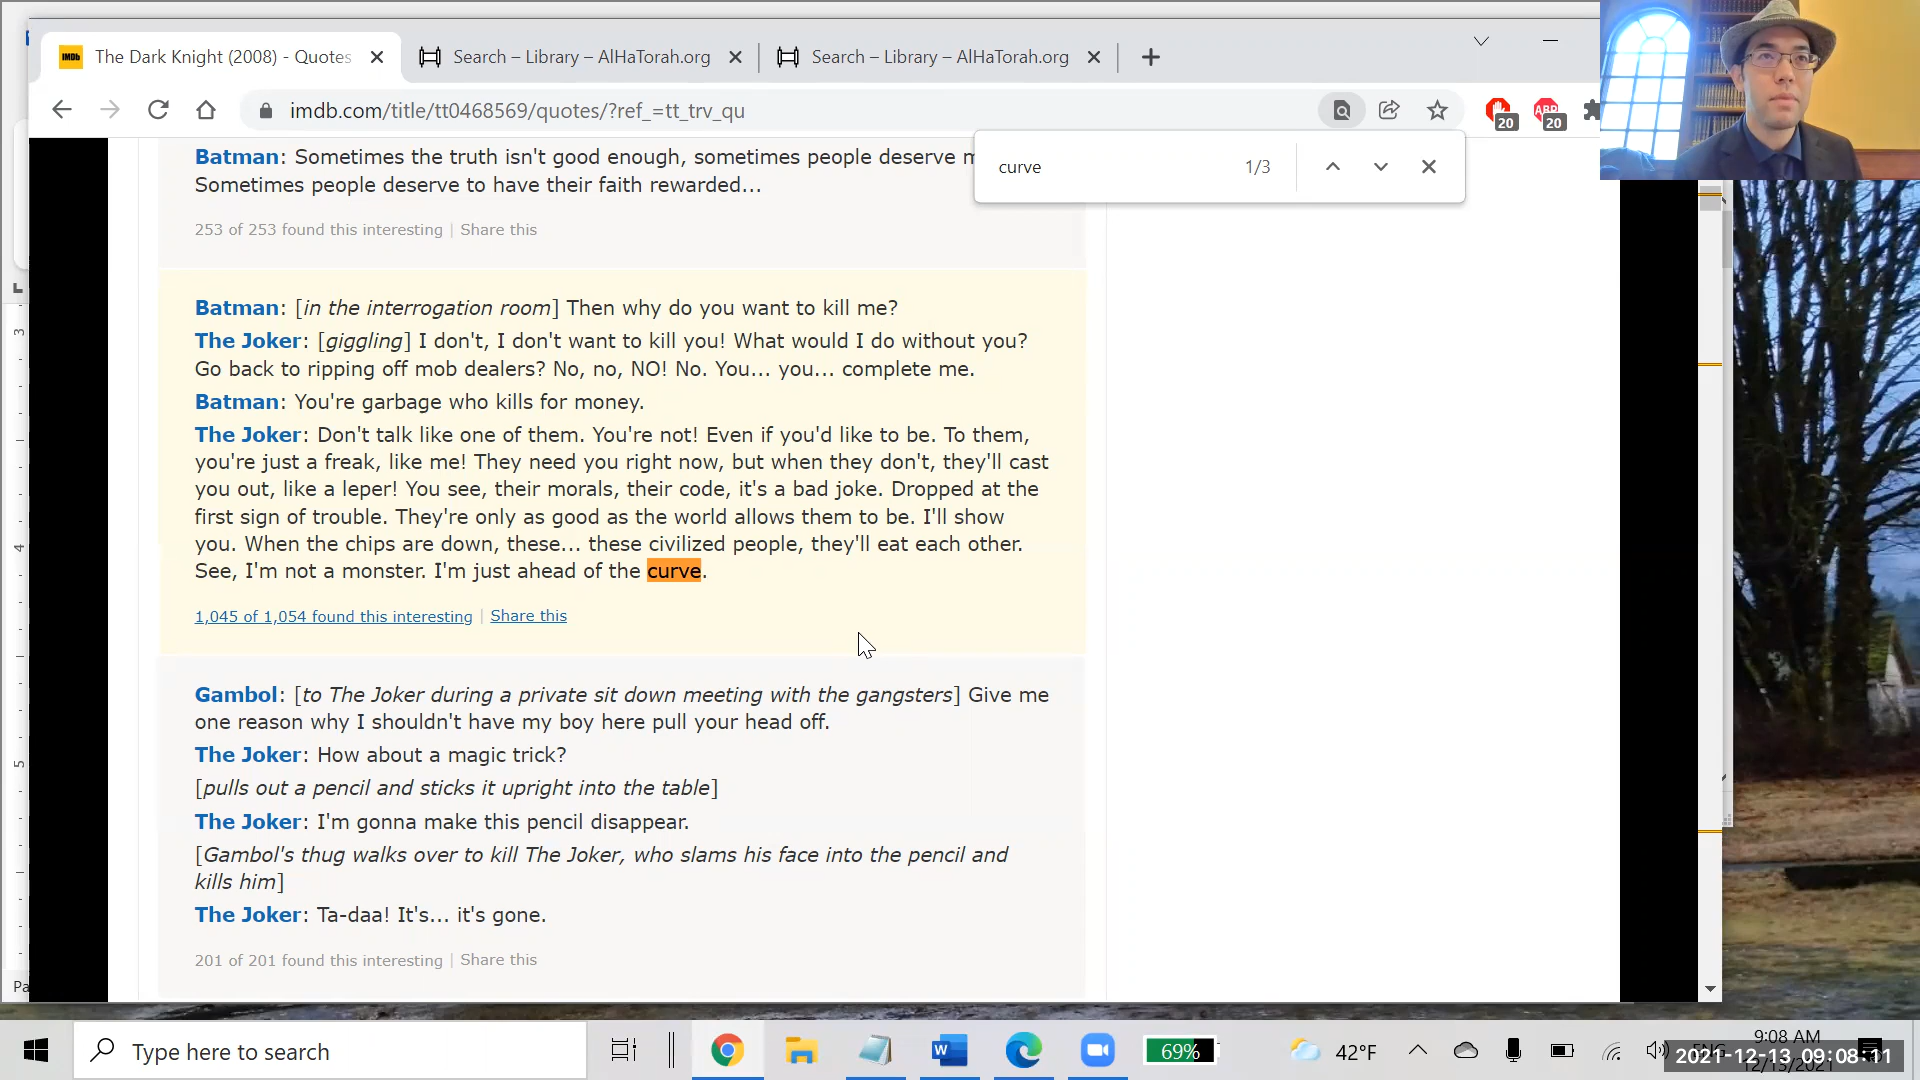 The Dark Knight (2008) - Quotes
Search – Library – AlHaTorah.org
Search – Library – AlHaTorah.org
imdb.com/title/tt0468569/quotes/?ref_=tt_trv_qu
20
ABP
20
curve
1/3
Batman: Sometimes the truth isn't good enough, sometimes people deserve
Sometimes people deserve to have their faith rewarded...
253 of 253 found this interesting | Share this
Batman: [in the interrogation room] Then why do you want to kill me?
The Joker: [giggling] I don't, I don't want to kill you! What would I do without you?
Go back to ripping off mob dealers? No, no, NO! No. You... you... complete me.
Batman: You're garbage who kills for money.
The Joker: Don't talk like one of them. You're not! Even if you'd like to be. To them,
you're just a freak, like me! They need you right now, but when they don't, they'll cast
you out, like a leper! You see, their morals, their code, it's a bad joke. Dropped at the
first sign of trouble. They're only as good as the world allows them to be. I'll show
you. When the chips are down, these... these civilized people, they'll eat each other.
See, I'm not a monster. I'm just ahead of the curve.
1,045 of 1,054 found this interesting | Share this
Gambol: [to The Joker during a private sit down meeting with the gangsters] Give me
one reason why I shouldn't have my boy here pull your head off.
The Joker: How about a magic trick?
[pulls out a pencil and sticks it upright into the table]
The Joker: I'm gonna make this pencil disappear.
[Gambol's thug walks over to kill The Joker, who slams his face into the pencil and
kills him]
The Joker: Ta-daa! It's... it's gone.
201 of 201 found this interesting | Share this
3
4
5
Pa
Type here to search
69%
42°F
9:08 AM
2021-12-13 09:08:11